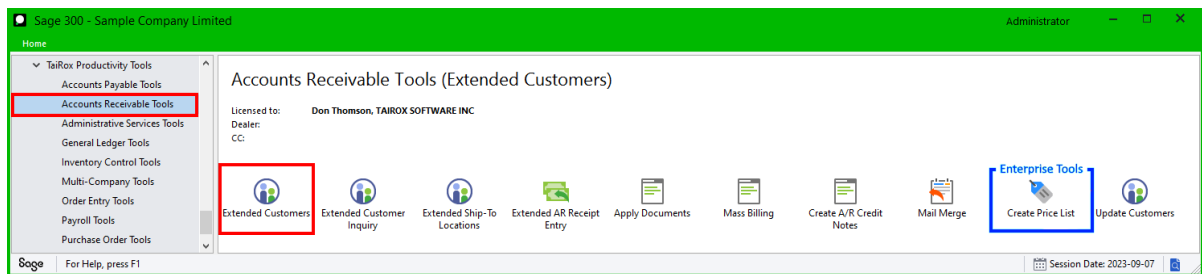 Sage 300 - Sample Company Limited
Administrator
Home
TaiRox Productivity Tools
Accounts Payable Tools
Accounts Receivable Tools
Administrative Services Tools
General Ledger Tools
Inventory Control Tools
Multi-Company Tools
Order Entry Tools
Payroll Tools
Purchase Order Tools
Accounts Receivable Tools (Extended Customers)
Licensed to: Don Thomson, TAIROX SOFTWARE INC
Dealer:
CC:
Enterprise Tools
Extended Customers
Extended Customer
Inquiry
Extended Ship-To
Locations
Extended AR Receipt
Entry
Apply Documents
Mass Billing
Create A/R Credit
Notes
Mail Merge
Create Price List
Update Customers
Sage
For Help, press F1
Session Date: 2023-09-07